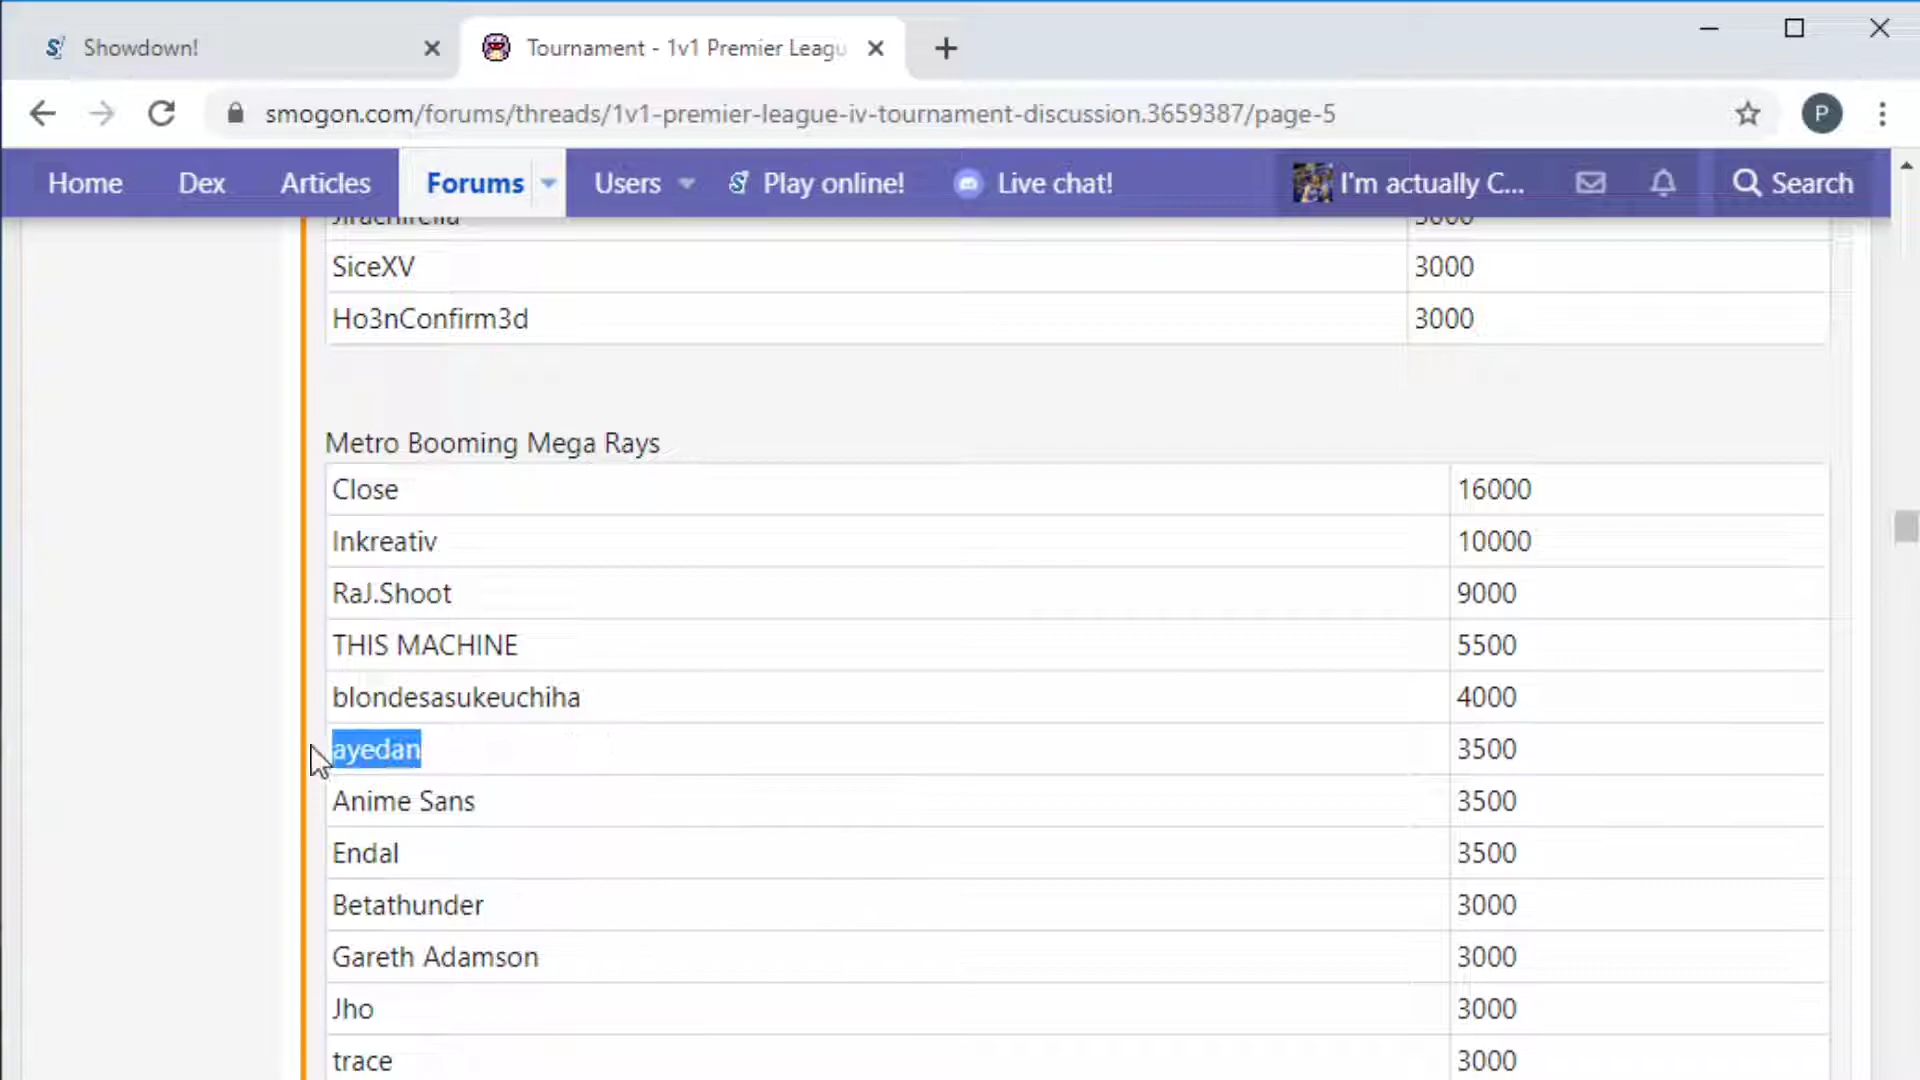 Showdown!
Tournament - 1v1 Premier Leagu
smogon.com/forums/threads/1v1-premier-league-iv-tournament-discussion.3659387/page-5
P
Home Dex Articles Forums Users Play online! Live chat! I'm actually C... Search
3000
SiceXV 3000
Ho3nConfirm3d 3000
Metro Booming Mega Rays
Close 16000
Inkreativ 10000
RaJ.Shoot 9000
THIS MACHINE 5500
blondesasukeuchiha 4000
ayedan 3500
Anime Sans 3500
Endal 3500
Betathunder 3000
Gareth Adamson 3000
Jho 3000
trace 3000